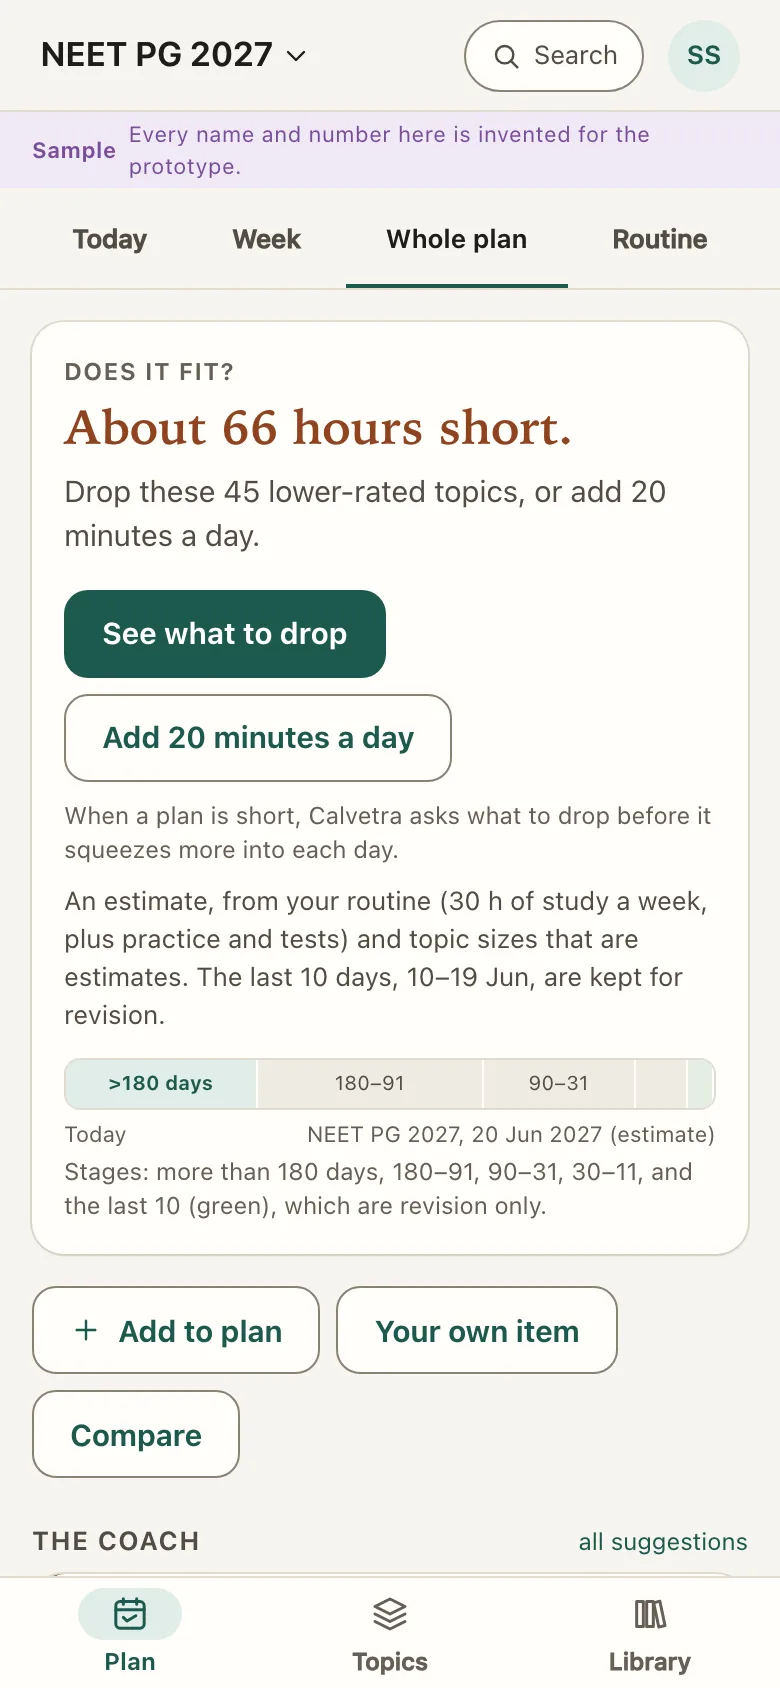 NEET PG 2027
Search
SS
Sample
Every name and number here is invented for the
prototype.
Today
Week
Whole plan
Routine
DOES IT FIT?
About 66 hours short.
Drop these 45 lower-rated topics, or add 20
minutes a day.
See what to drop
Add 20 minutes a day
When a plan is short, Calvetra asks what to drop before it
squeezes more into each day.
An estimate, from your routine (30 h of study a week,
plus practice and tests) and topic sizes that are
estimates. The last 10 days, 10–19 Jun, are kept for
revision.
>180 days
180–91
90–31
Today
NEET PG 2027, 20 Jun 2027 (estimate)
Stages: more than 180 days, 180–91, 90–31, 30–11, and
the last 10 (green), which are revision only.
+ Add to plan
Your own item
Compare
THE COACH
all suggestions
Plan
Topics
Library